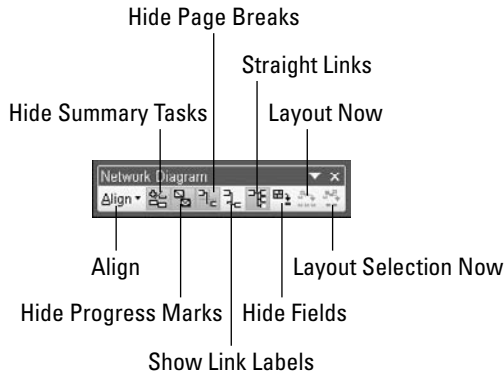 Hide Page Breaks
Straight Links
Hide Summary Tasks
Layout Now
Network Diagram
Align
Align
Layout Selection Now
Hide Progress Marks
Hide Fields
Show Link Labels